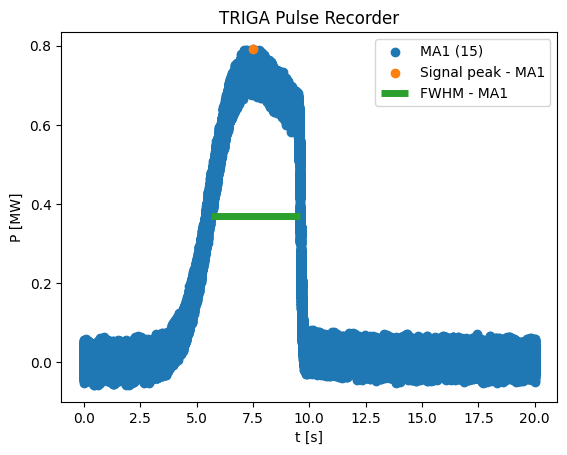 TRIGA Pulse Recorder
MA1 (15)
Signal peak - MA1
FWHM - MA1
P [MW]
0.8
0.6
0.4
0.2
0.0
0.0 2.5 5.0 7.5 10.0 12.5 15.0 17.5 20.0
t [s]